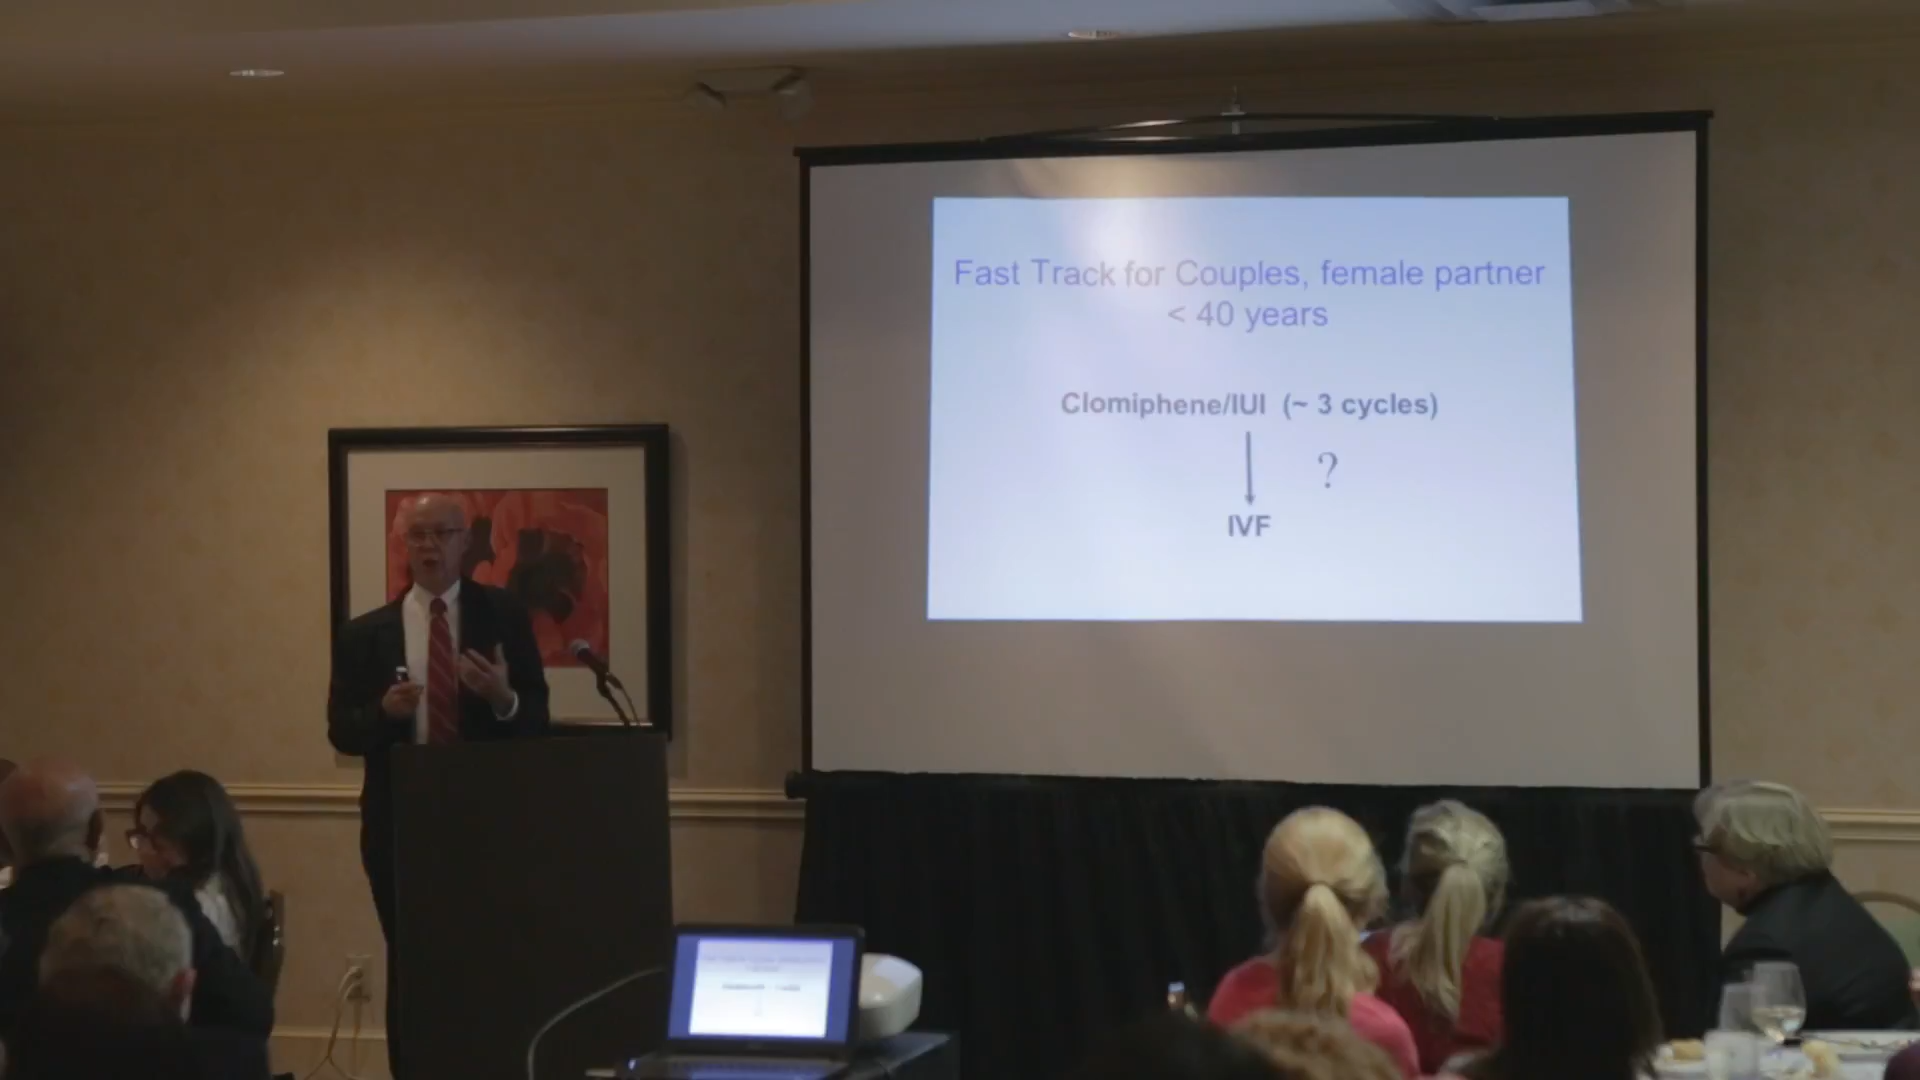 Fast Track for Couples, female partner
< 40 years
Clomiphene/IUI (~ 3 cycles)
?
IVF